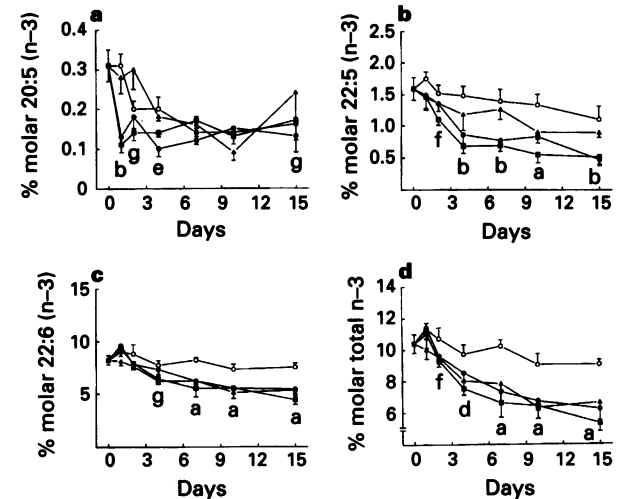 a
% molar 20:5 (n–3)
0.4
0.3
0.2
0.1
0
b
g
e
g
0 3 6 9 12 15
Days
b
% molar 22:5 (n–3)
2.5
2.0
1.5
1.0
0.5
f
b
b
a
b
0 3 6 9 12 15
Days
c
% molar 22:6 (n–3)
15
10
5
g
a
a
a
0 3 6 9 12 15
Days
d
% molar total n–3
14
12
10
8
6
f
d
a
a
a
0 3 6 9 12 15
Days